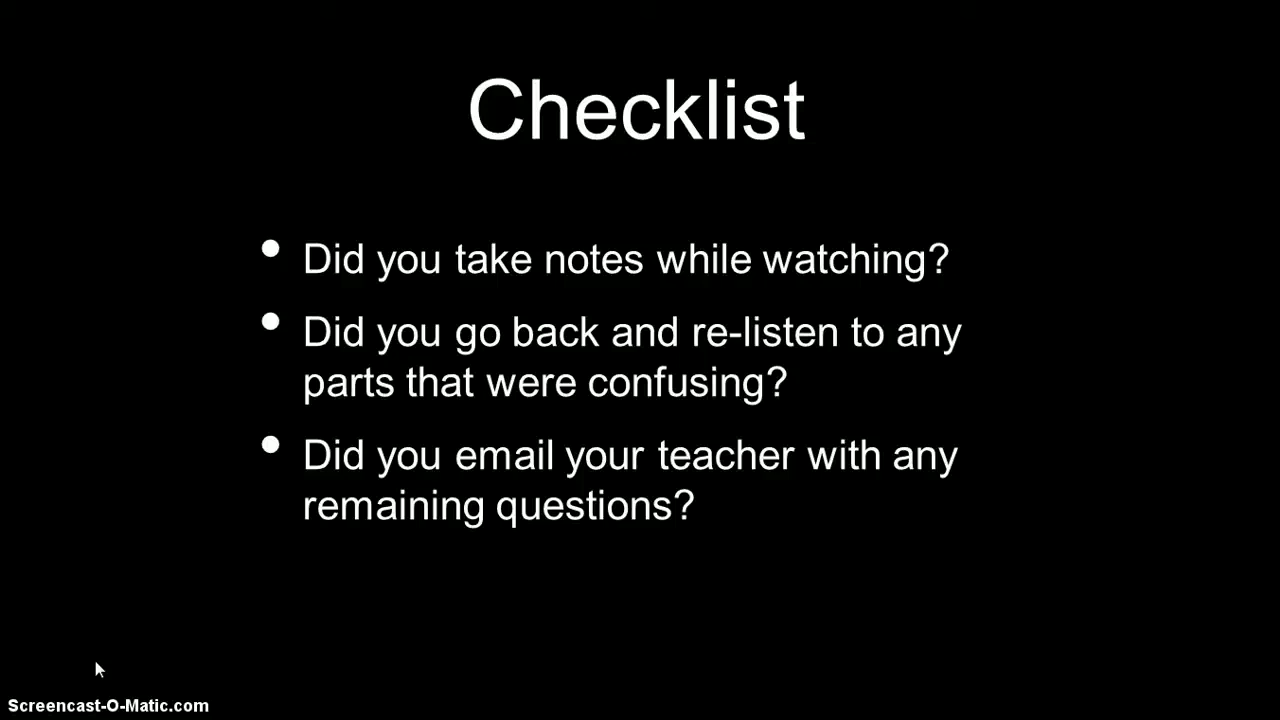 Checklist
• Did you take notes while watching?
• Did you go back and re-listen to any
parts that were confusing?
• Did you email your teacher with any
remaining questions?
Screencast-O-Matic.com